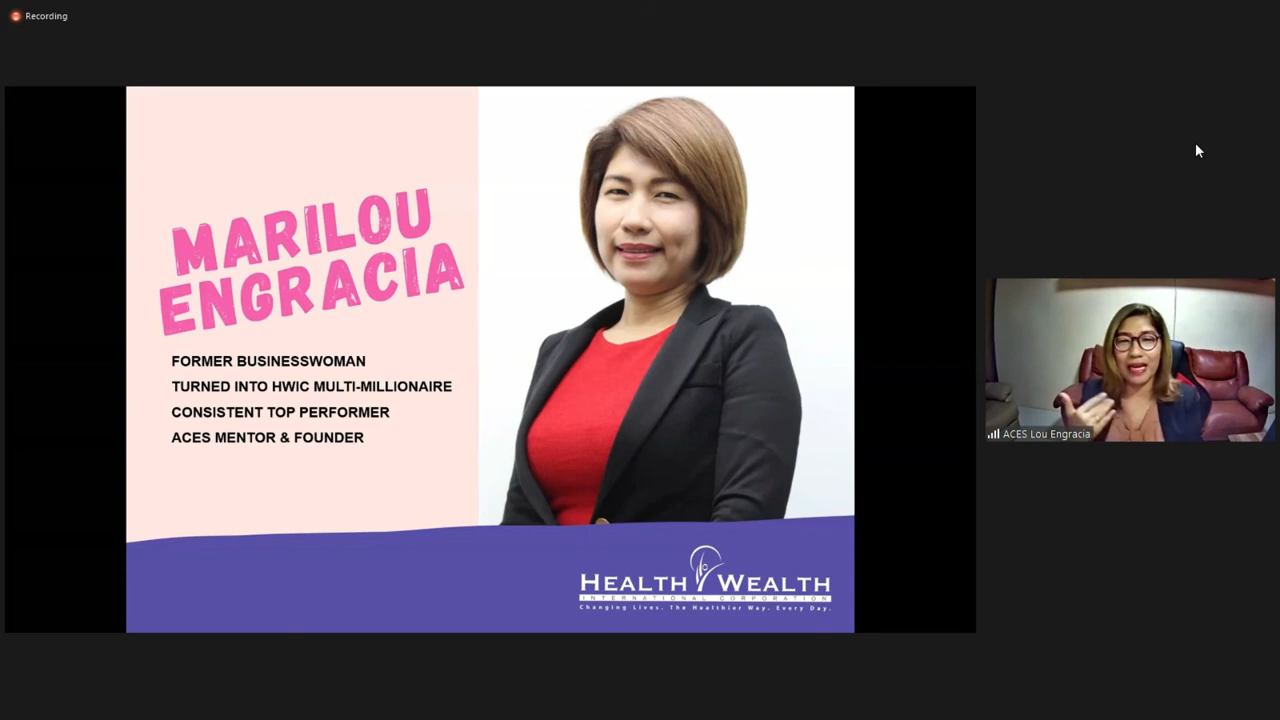 Recording
MARILOU
ENGRACIA
FORMER BUSINESSWOMAN
TURNED INTO HWIC MULTI-MILLIONAIRE
CONSISTENT TOP PERFORMER
ACES MENTOR & FOUNDER
HEALTH WEALTH
INTERNATIONAL CORPORATION
Changing Lives. The Healthier Way. Every Day.
ACES Lou Engracia